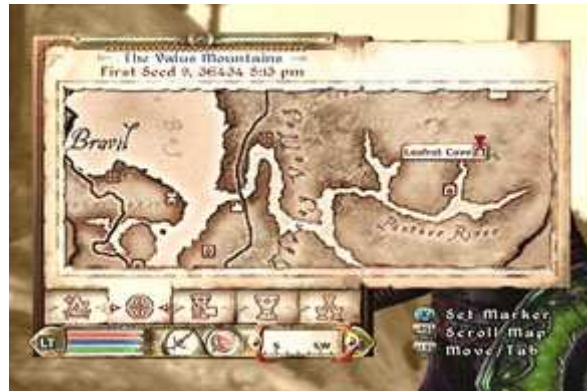 The Valus Mountains
First Seed 9, 36434 5:13 pm
Bravil
Leafrot Cave
Panther River
LT
S
SW
Set Marker
Scroll Map
Move/Tab